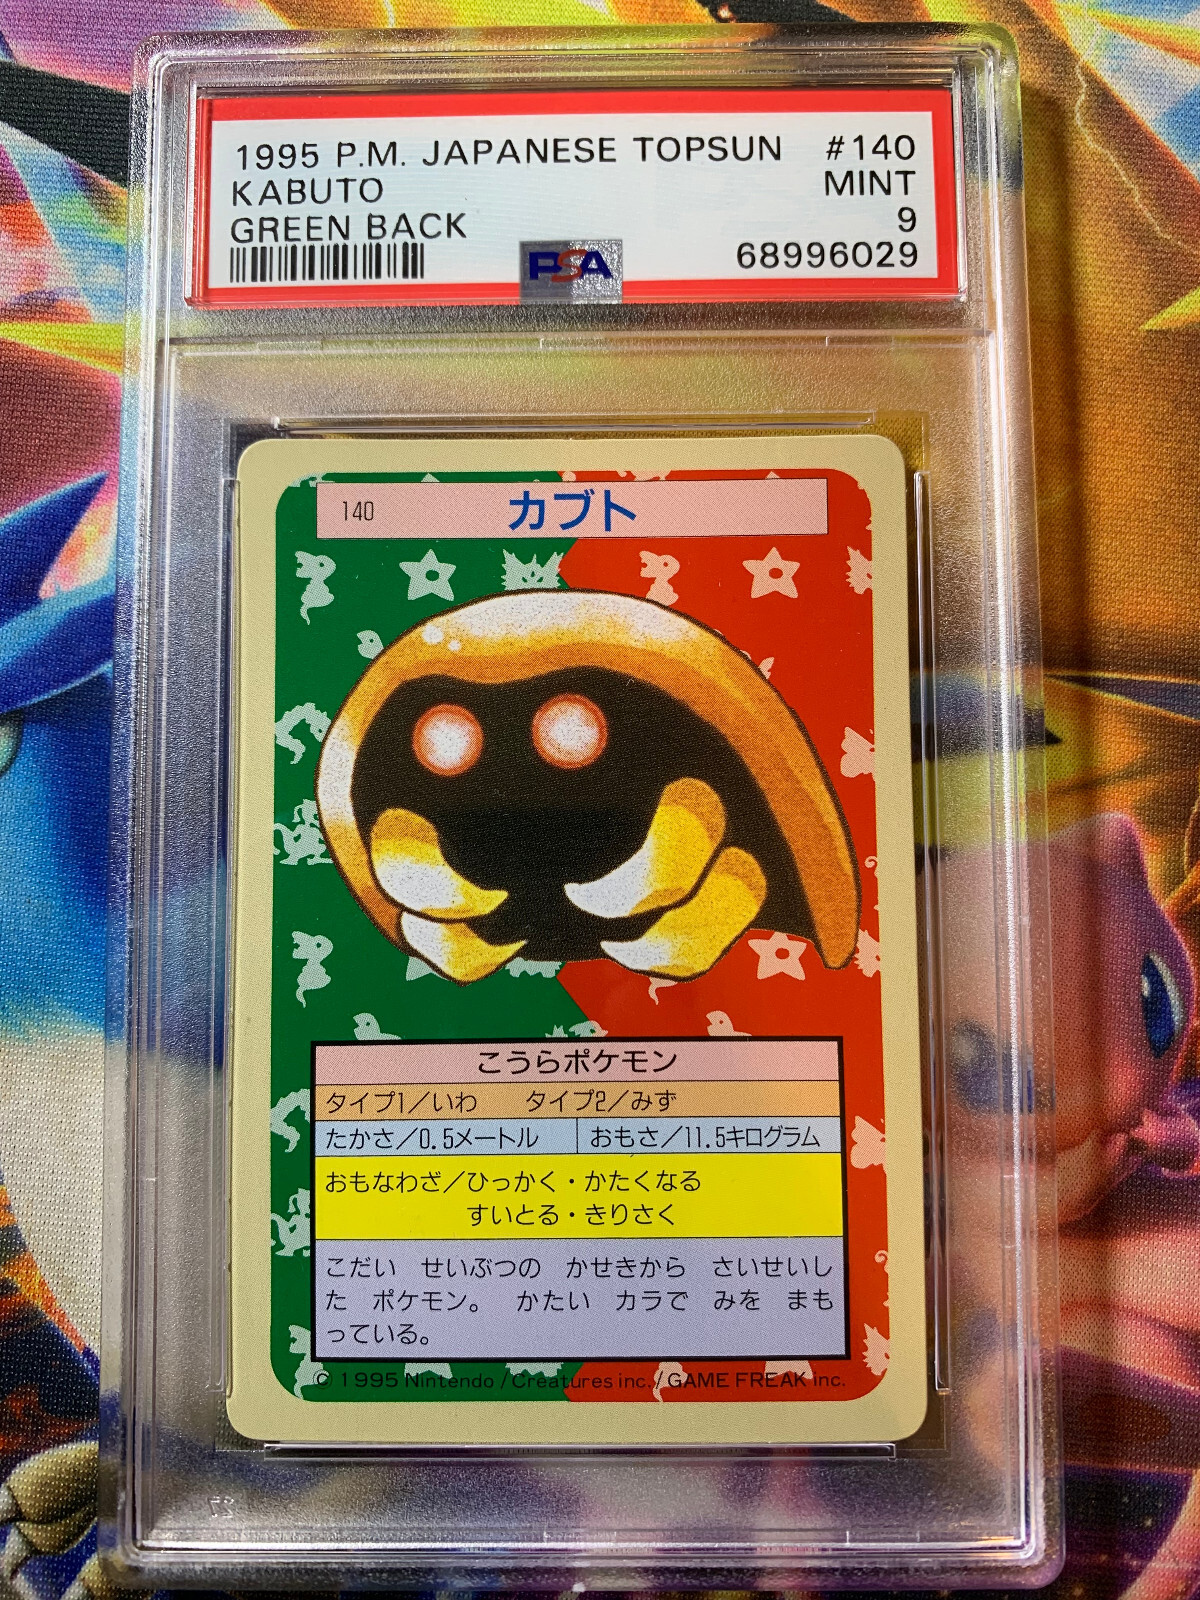 1995 P.M. JAPANESE TOPSUN #140
KABUTO MINT
GREEN BACK 9
PSA 68996029
140 カブト
こうらポケモン
タイプ1/いわ タイプ2/みず
たかさ/0.5メートル おもさ/11.5キログラム
おもなわざ/ひっかく・かたくなる
すいとる・きりさく
こだい せいぶつの かせきから さいせいし
た ポケモン。 かたい カラで みを まも
っている。
© 1995 Nintendo /Creatures inc. /GAME FREAK inc.